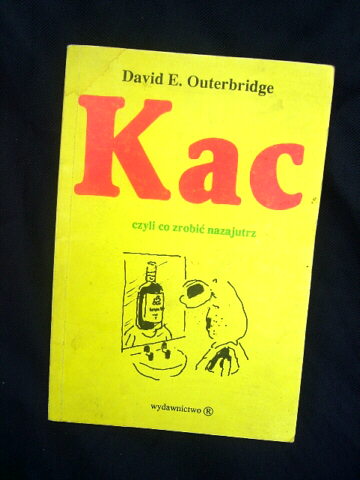 David E. Outerbridge
Kac
czyli co zrobić nazajutrz
wydawnictwo ®